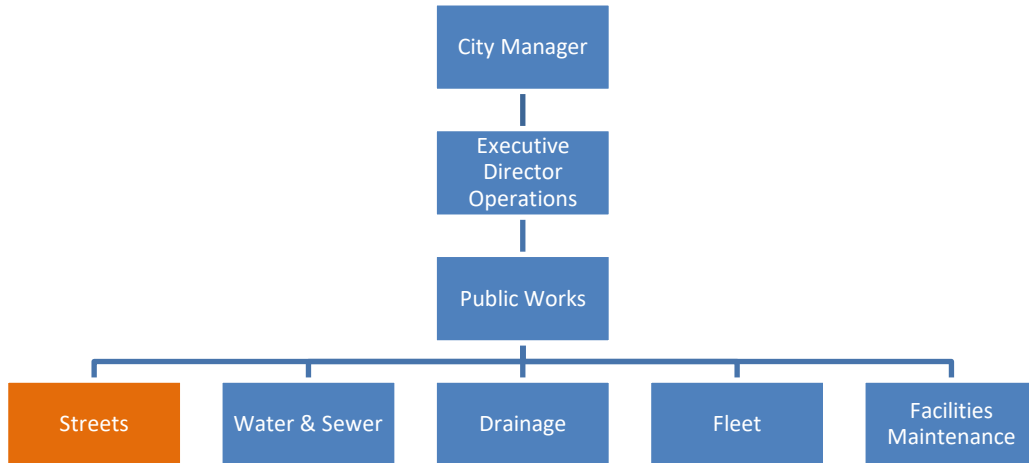 City Manager
Executive
Director
Operations
Public Works
Streets
Water & Sewer
Drainage
Fleet
Facilities
Maintenance